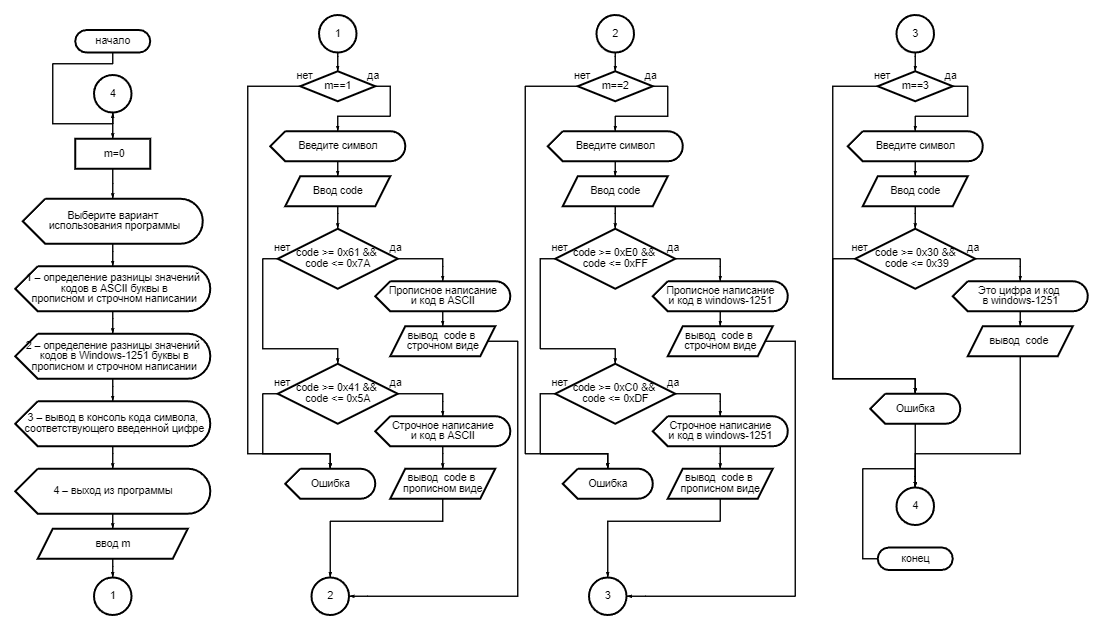 начало
4
m=0
Выберите вариант
использования программы
1 – определение разницы значений
кодов в ASCII буквы в
прописном и строчном написании
2 – определение разницы значений
кодов в Windows-1251 буквы в
прописном и строчном написании
3 – вывод в консоль кода символа,
соответствующего введенной цифре
4 – выход из программы
ввод m
1
1
нет
да
m==1
Введите символ
Ввод code
нет
да
code >= 0x61 &&
code <= 0x7A
Прописное написание
и код в ASCII
вывод code в
строчном виде
нет
да
code >= 0x41 &&
code <= 0x5A
Строчное написание
и код в ASCII
Ошибка
вывод code в
прописном виде
2
2
нет
да
m==2
Введите символ
Ввод code
нет
да
code >= 0xE0 &&
code <= 0xFF
Прописное написание
и код в windows-1251
вывод code в
строчном виде
нет
да
code >= 0xC0 &&
code <= 0xDF
Строчное написание
и код в windows-1251
Ошибка
вывод code в
прописном виде
3
3
нет
да
m==3
Введите символ
Ввод code
нет
да
code >= 0x30 &&
code <= 0x39
Это цифра и код
в windows-1251
вывод code
Ошибка
4
конец